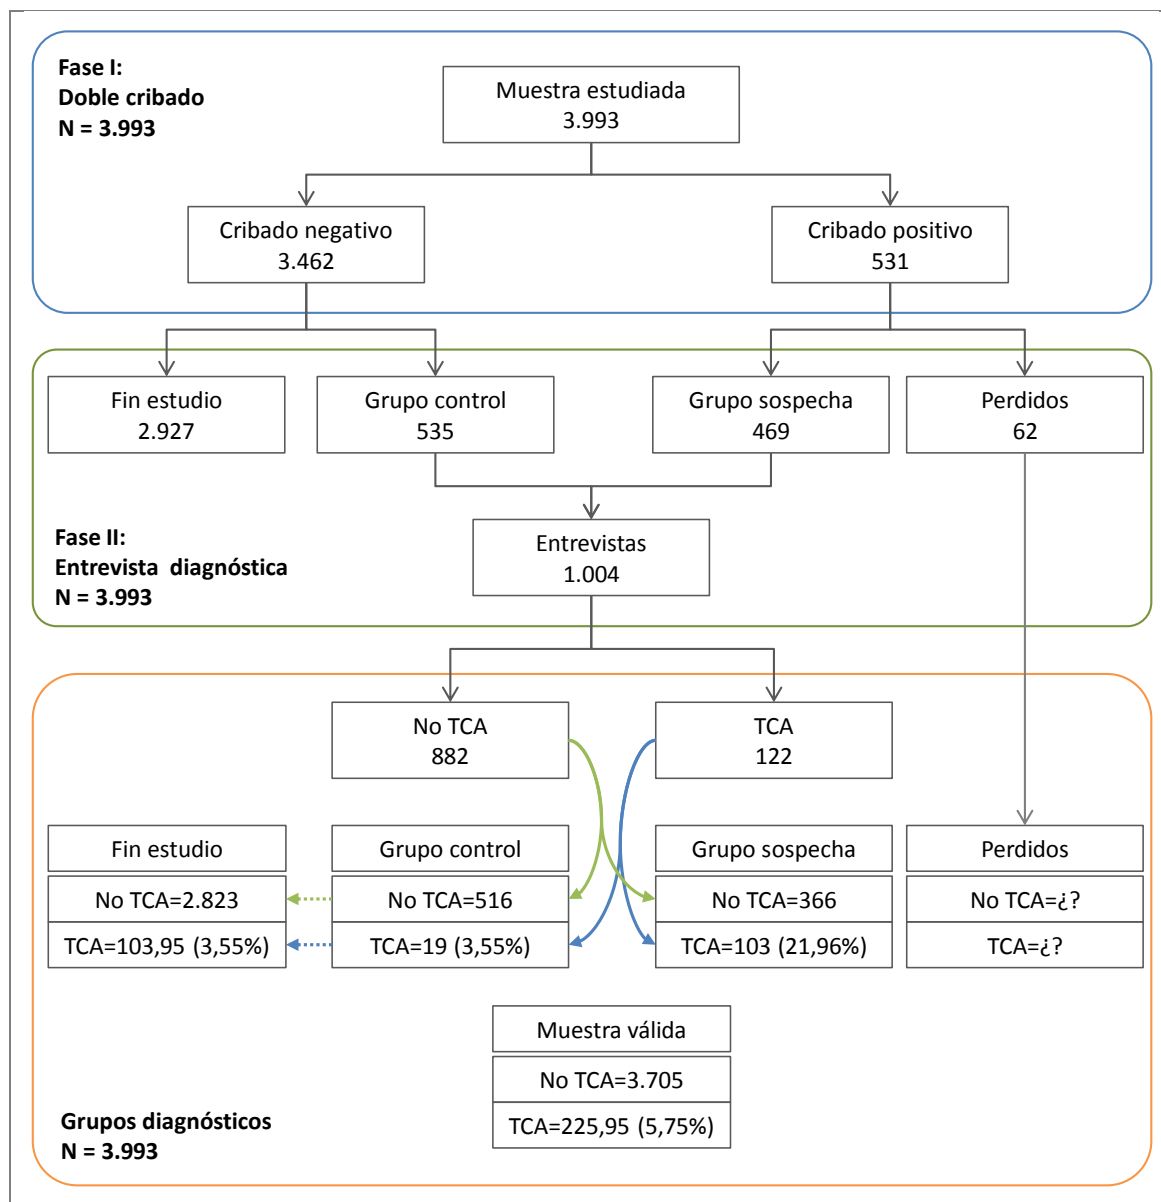 Fase I:
Doble cribado
N = 3.993
Muestra estudiada
3.993
Cribado negativo
3.462
Cribado positivo
531
Fin estudio
2.927
Grupo control
535
Grupo sospecha
469
Perdidos
62
Fase II:
Entrevista diagnóstica
N = 3.993
Entrevistas
1.004
No TCA
882
TCA
122
Fin estudio
No TCA=2.823
TCA=103,95 (3,55%)
Grupo control
No TCA=516
TCA=19 (3,55%)
Grupo sospecha
No TCA=366
TCA=103 (21,96%)
Perdidos
No TCA=¿?
TCA=¿?
Muestra válida
No TCA=3.705
TCA=225,95 (5,75%)
Grupos diagnósticos
N = 3.993